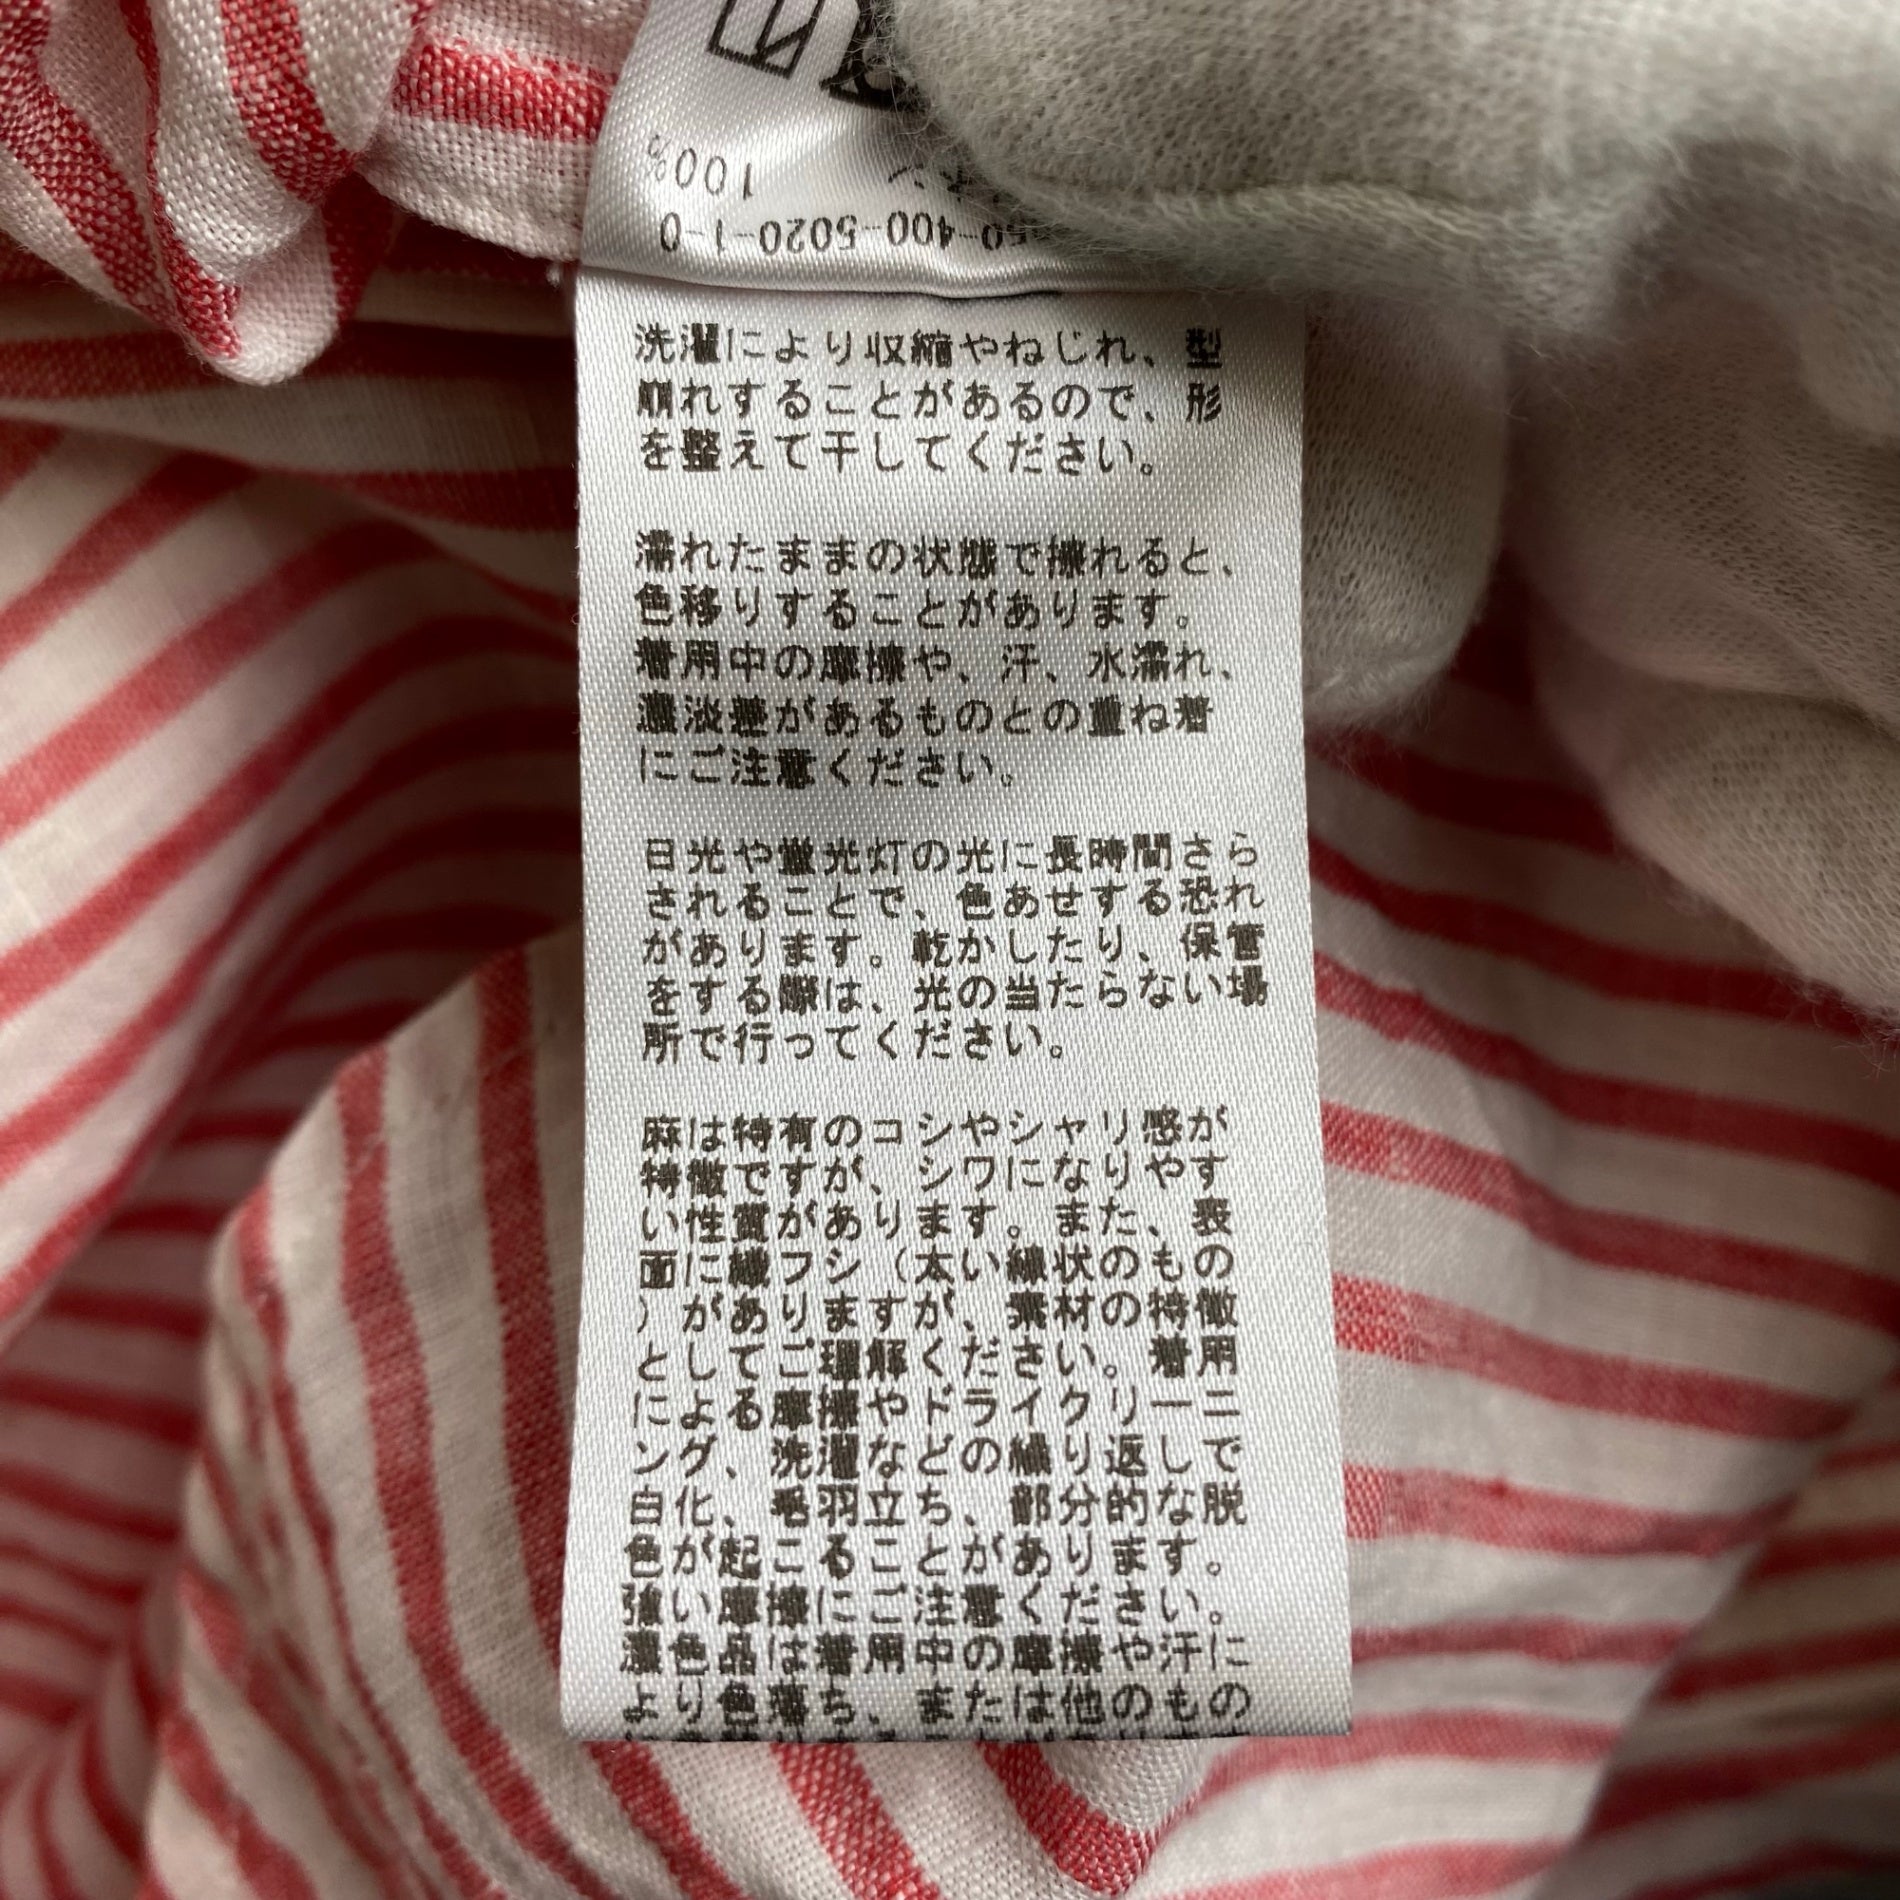 100%
400-5020-1-0
洗濯により収縮やねじれ、型
崩れすることがあるので、形
を整えて干してください。
濡れたままの状態で擦れると、
色移りすることがあります。
着用中の摩擦や、汗、水濡れ、
濃淡差があるものとの重ね着
にご注意ください。
日光や蛍光灯の光に長時間さら
されることで、色あせする恐れ
があります。乾かしたり、保管
をする際は、光の当たらない場
所で行ってください。
麻は特有のコシやシャリ感が
特徴ですが、シワになりやす
い性質があります。また、表
面に繊フシ（太い繊状のもの
）がありますが、素材の特徴
としてご理解ください。着用
による摩擦やドライクリーニ
ング、洗濯などの繰り返しで
白化、毛羽立ち、部分的な脱
色が起こることがあります。
強い摩擦にご注意ください。
濃色品は着用中の摩擦や汗に
より色落ち、または他のもの